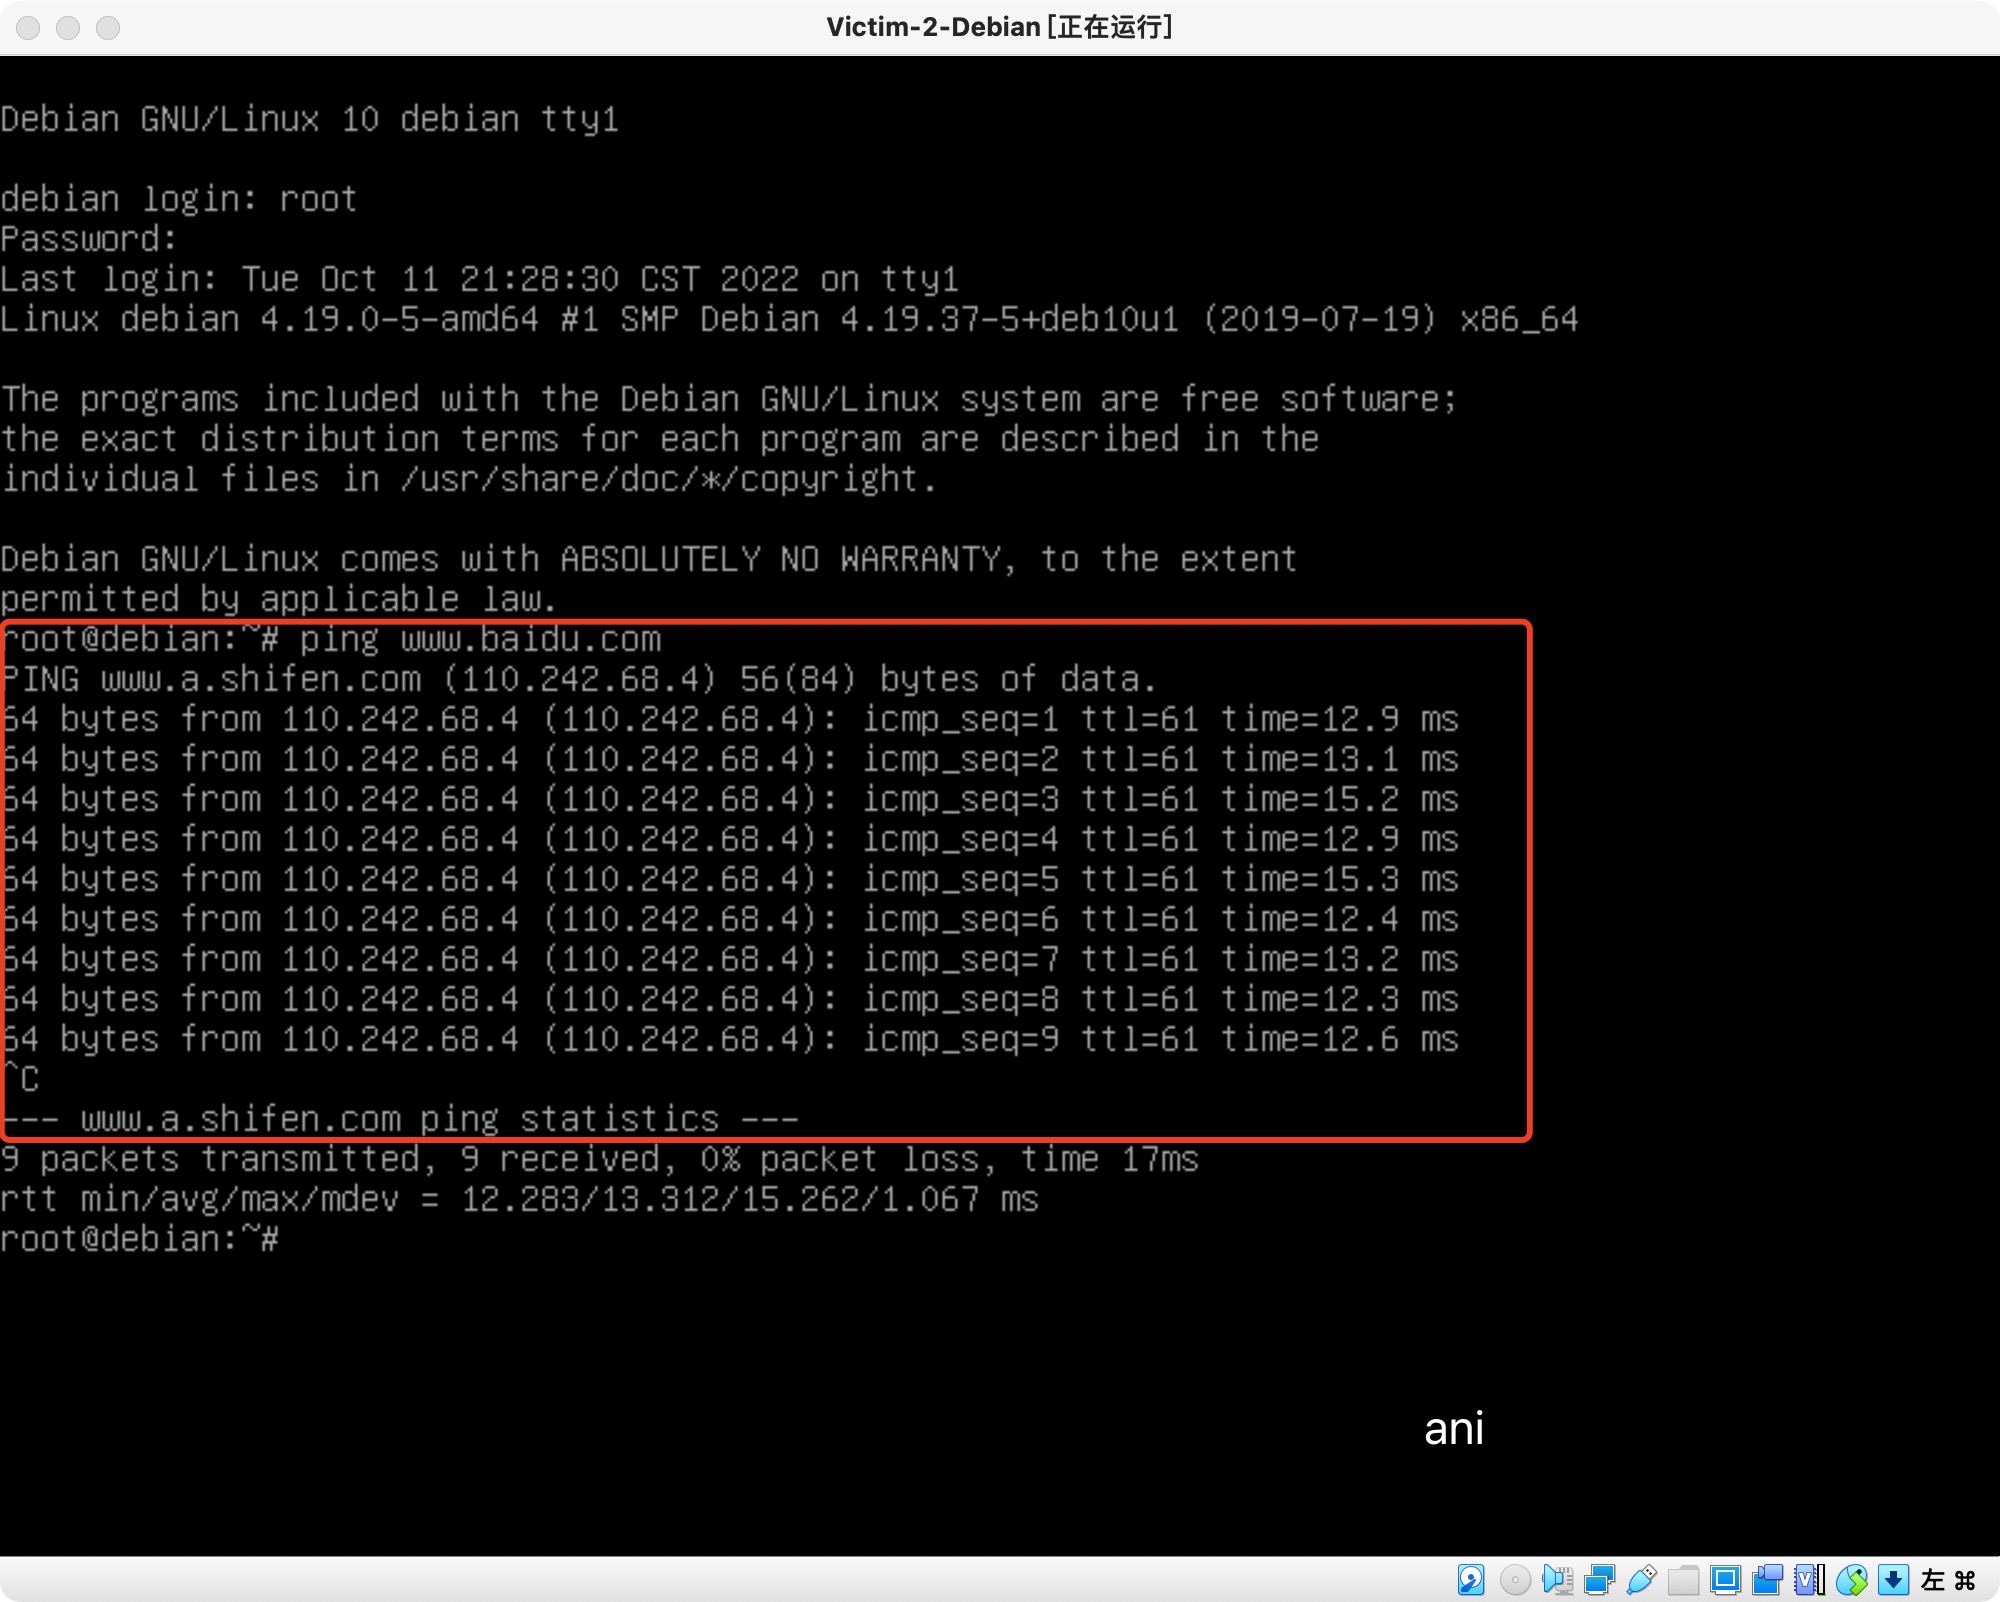 Victim-2-Debian [正在运行]
Debian GNU/Linux 10 debian tty1
debian login: root
Password:
Last login: Tue Oct 11 21:28:30 CST 2022 on tty1
Linux debian 4.19.0-5-amd64 #1 SMP Debian 4.19.37-5+deb10u1 (2019-07-19) x86_64
The programs included with the Debian GNU/Linux system are free software;
the exact distribution terms for each program are described in the
individual files in /usr/share/doc/*/copyright.
Debian GNU/Linux comes with ABSOLUTELY NO WARRANTY, to the extent
permitted by applicable law.
root@debian:~# ping www.baidu.com
PING www.a.shifen.com (110.242.68.4) 56(84) bytes of data.
64 bytes from 110.242.68.4 (110.242.68.4): icmp_seq=1 ttl=61 time=12.9 ms
64 bytes from 110.242.68.4 (110.242.68.4): icmp_seq=2 ttl=61 time=13.1 ms
64 bytes from 110.242.68.4 (110.242.68.4): icmp_seq=3 ttl=61 time=15.2 ms
64 bytes from 110.242.68.4 (110.242.68.4): icmp_seq=4 ttl=61 time=12.9 ms
64 bytes from 110.242.68.4 (110.242.68.4): icmp_seq=5 ttl=61 time=15.3 ms
64 bytes from 110.242.68.4 (110.242.68.4): icmp_seq=6 ttl=61 time=12.4 ms
64 bytes from 110.242.68.4 (110.242.68.4): icmp_seq=7 ttl=61 time=13.2 ms
64 bytes from 110.242.68.4 (110.242.68.4): icmp_seq=8 ttl=61 time=12.3 ms
64 bytes from 110.242.68.4 (110.242.68.4): icmp_seq=9 ttl=61 time=12.6 ms
^C
--- www.a.shifen.com ping statistics ---
9 packets transmitted, 9 received, 0% packet loss, time 17ms
rtt min/avg/max/mdev = 12.283/13.312/15.262/1.067 ms
root@debian:~#
ani
左 ⌘